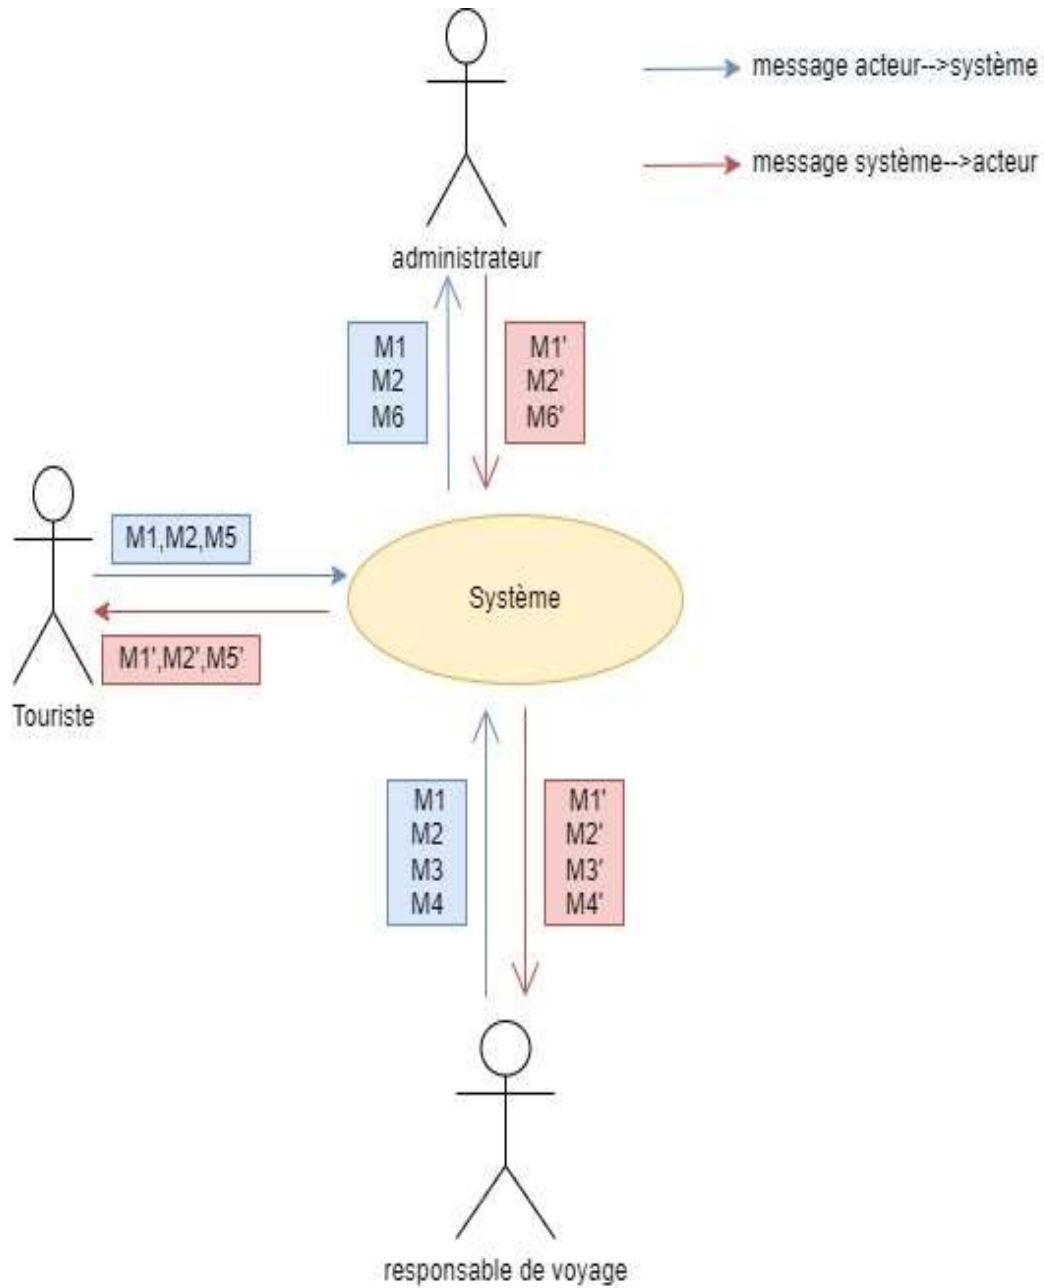 message acteur-->système
message système-->acteur
administrateur
M1
M2
M6
M1'
M2'
M6'
M1,M2,M5
Système
M1',M2',M5'
Touriste
M1
M2
M3
M4
M1'
M2'
M3'
M4'
responsable de voyage